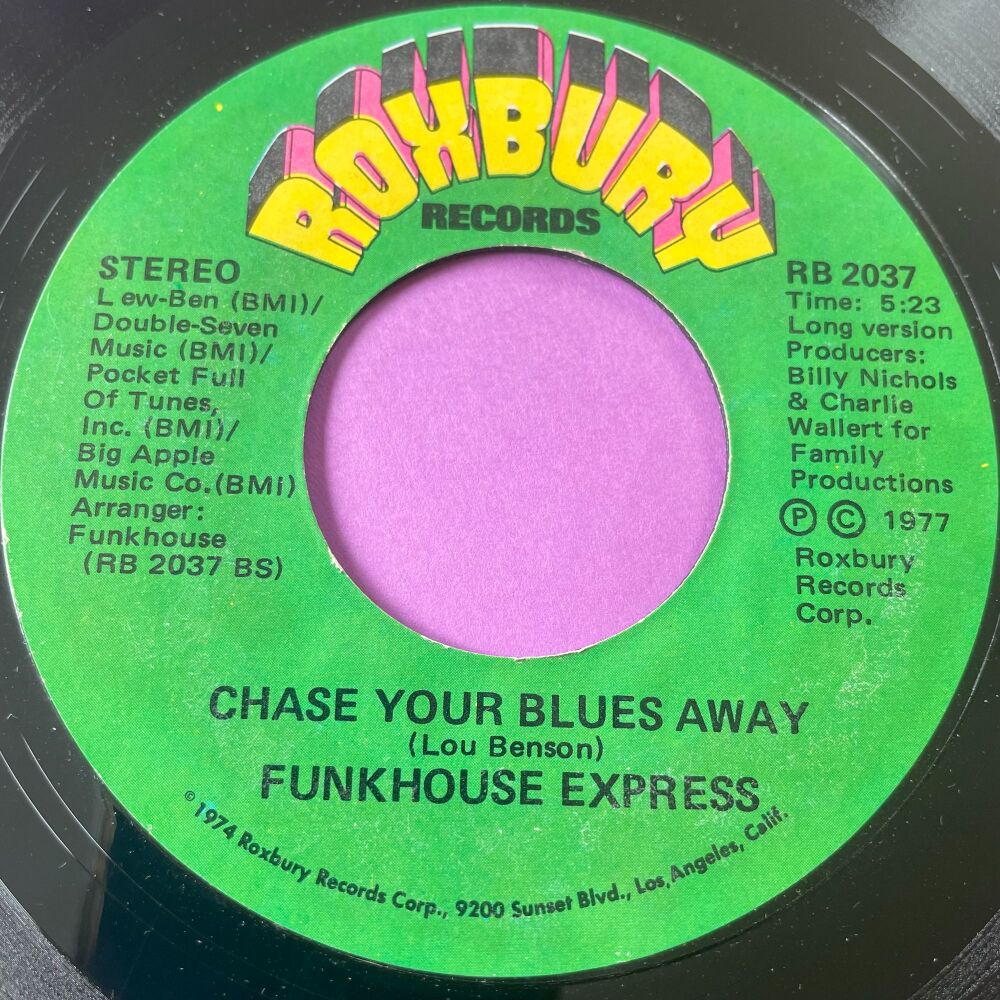 ROXBURY
RECORDS
STEREO
Lew-Ben (BMI)/
Double-Seven
Music (BMI)/
Pocket Full
Of Tunes,
Inc. (BMI)/
Big Apple
Music Co.(BMI)
Arranger:
Funkhouse
(RB 2037 BS)
RB 2037
Time: 5:23
Long version
Producers:
Billy Nichols
& Charlie
Wallert for
Family
Productions
Ⓟ © 1977
Roxbury
Records
Corp.
CHASE YOUR BLUES AWAY
(Lou Benson)
FUNKHOUSE EXPRESS
© 1974 Roxbury Records Corp., 9200 Sunset Blvd., Los Angeles, Calif.